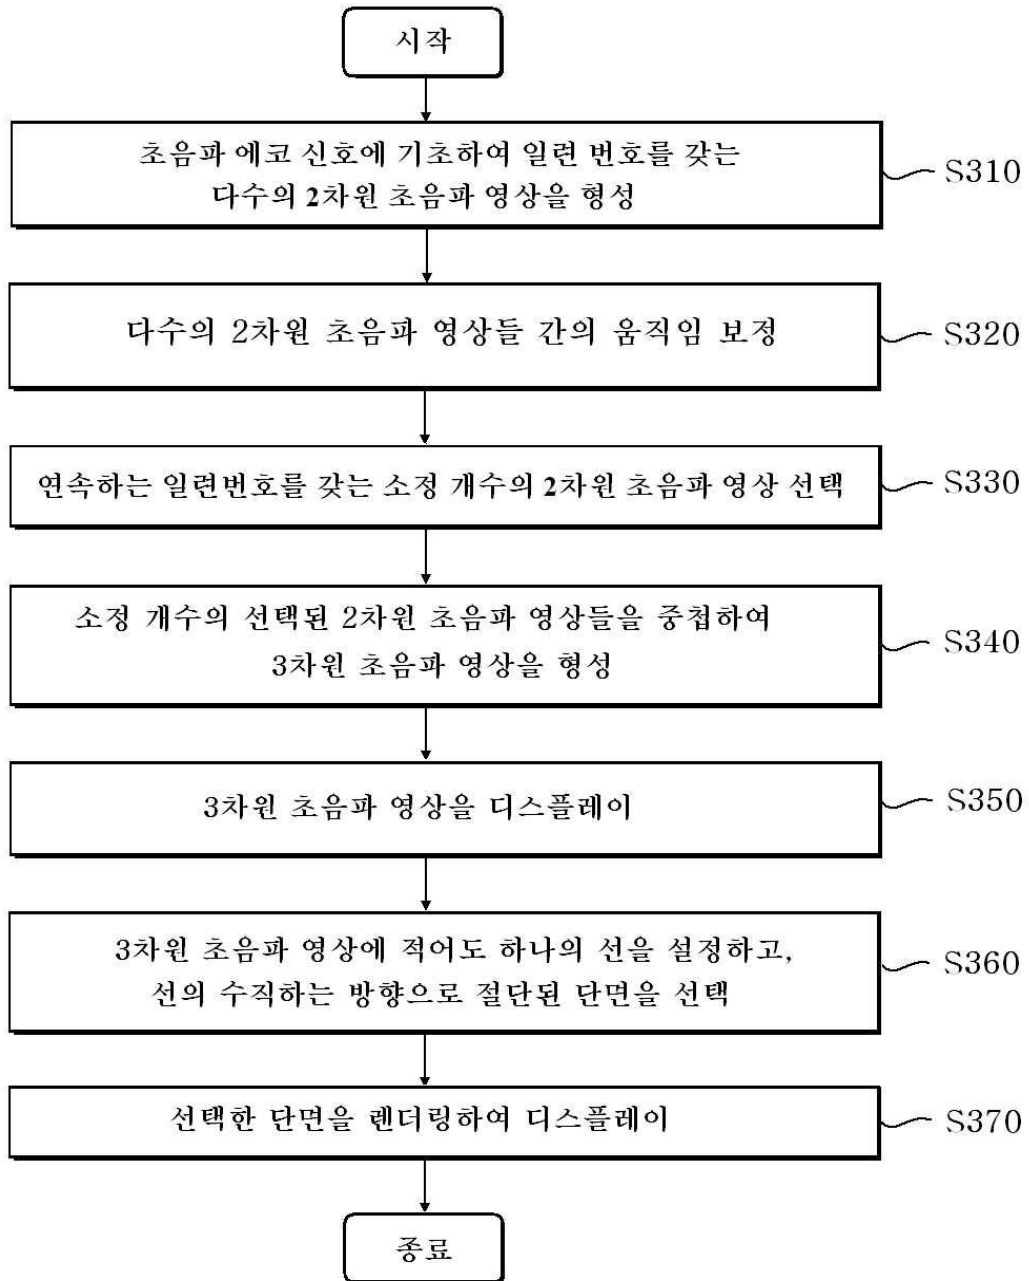 시작
초음파 에코 신호에 기초하여 일련 번호를 갖는
다수의 2차원 초음파 영상을 형성
S310
다수의 2차원 초음파 영상들 간의 움직임 보정
S320
연속하는 일련번호를 갖는 소정 개수의 2차원 초음파 영상 선택
S330
소정 개수의 선택된 2차원 초음파 영상들을 중첩하여
3차원 초음파 영상을 형성
S340
3차원 초음파 영상을 디스플레이
S350
3차원 초음파 영상에 적어도 하나의 선을 설정하고,
선의 수직하는 방향으로 절단된 단면을 선택
S360
선택한 단면을 렌더링하여 디스플레이
S370
종료